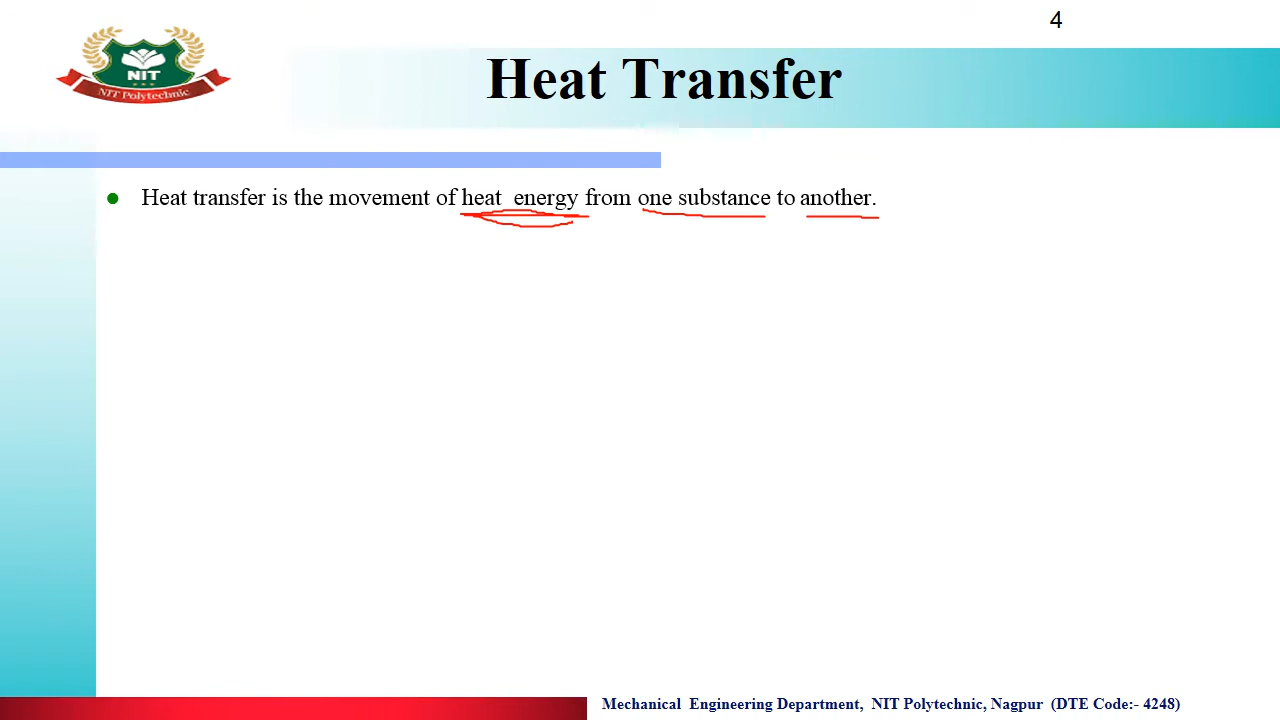 4
NIT
NIT Polytechnic
Heat Transfer
Heat transfer is the movement of heat energy from one substance to another.
Mechanical Engineering Department, NIT Polytechnic, Nagpur (DTE Code:- 4248)